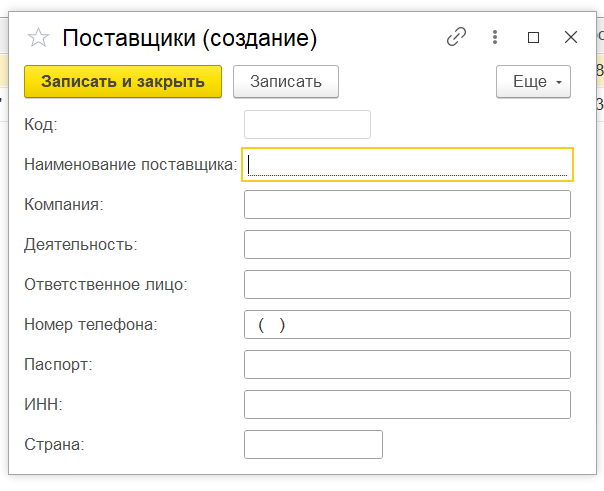 Поставщики (создание)
Записать и закрыть Записать Еще
Код:
Наименование поставщика:
Компания:
Деятельность:
Ответственное лицо:
Номер телефона: ( )
Паспорт:
ИНН:
Страна: